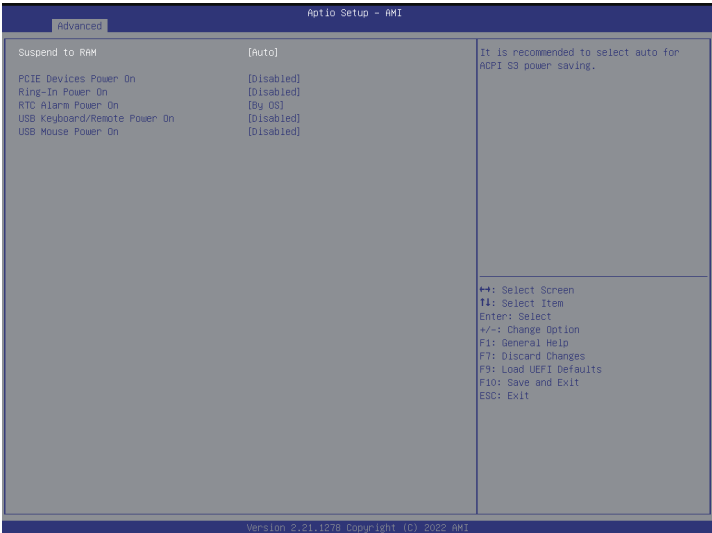 Aptio Setup – AMI
Advanced
Suspend to RAM [Auto]
PCIE Devices Power On [Disabled]
Ring-In Power On [Disabled]
RTC Alarm Power On [By OS]
USB Keyboard/Remote Power On [Disabled]
USB Mouse Power On [Disabled]
It is recommended to select auto for
ACPI S3 power saving.
↔: Select Screen
↑↓: Select Item
Enter: Select
+/-: Change Option
F1: General Help
F7: Discard Changes
F9: Load UEFI Defaults
F10: Save and Exit
ESC: Exit
Version 2.21.1278 Copyright (C) 2022 AMI